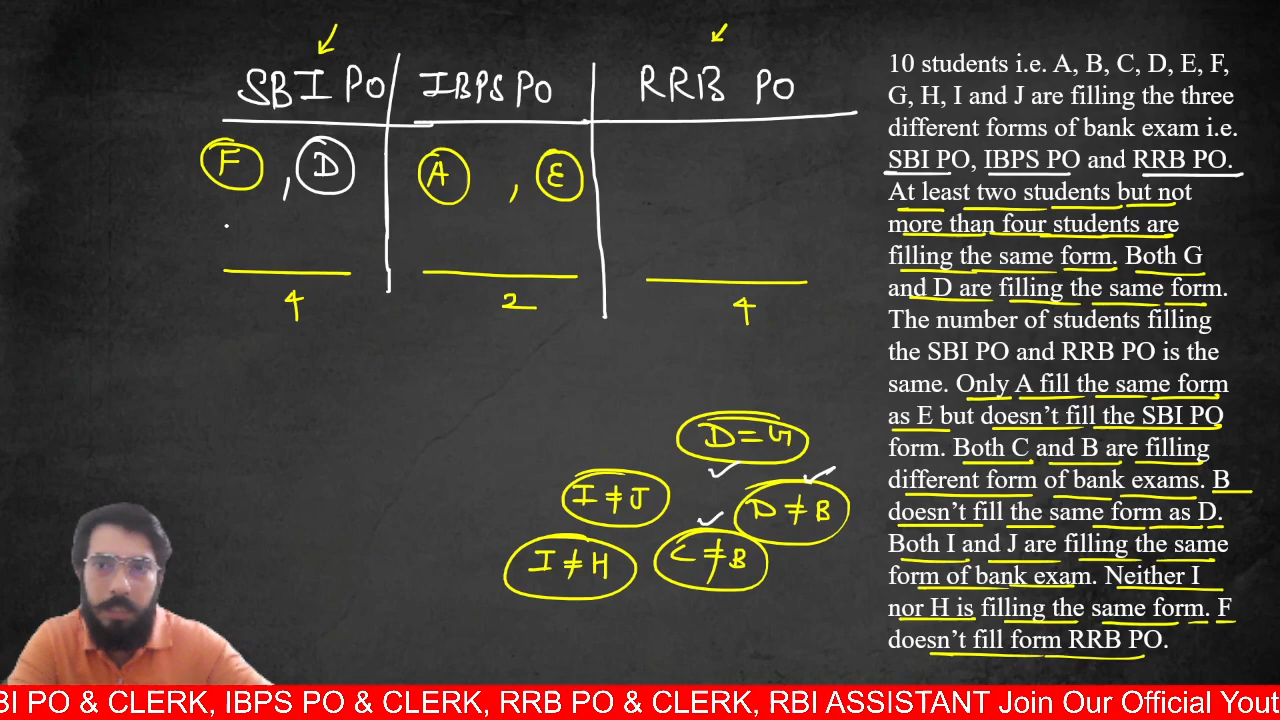 SBI PO
IBPS PO
RRB PO
F , D
A , E
4
2
4
D = G
I ≠ J
D ≠ B
I ≠ H
C ≠ B
10 students i.e. A, B, C, D, E, F,
G, H, I and J are filling the three
different forms of bank exam i.e.
SBI PO, IBPS PO and RRB PO.
At least two students but not
more than four students are
filling the same form. Both G
and D are filling the same form.
The number of students filling
the SBI PO and RRB PO is the
same. Only A fill the same form
as E but doesn’t fill the SBI PO
form. Both C and B are filling
different form of bank exams. B
doesn’t fill the same form as D.
Both I and J are filling the same
form of bank exam. Neither I
nor H is filling the same form. F
doesn’t fill form RRB PO.
BI PO & CLERK, IBPS PO & CLERK, RRB PO & CLERK, RBI ASSISTANT Join Our Official Yout